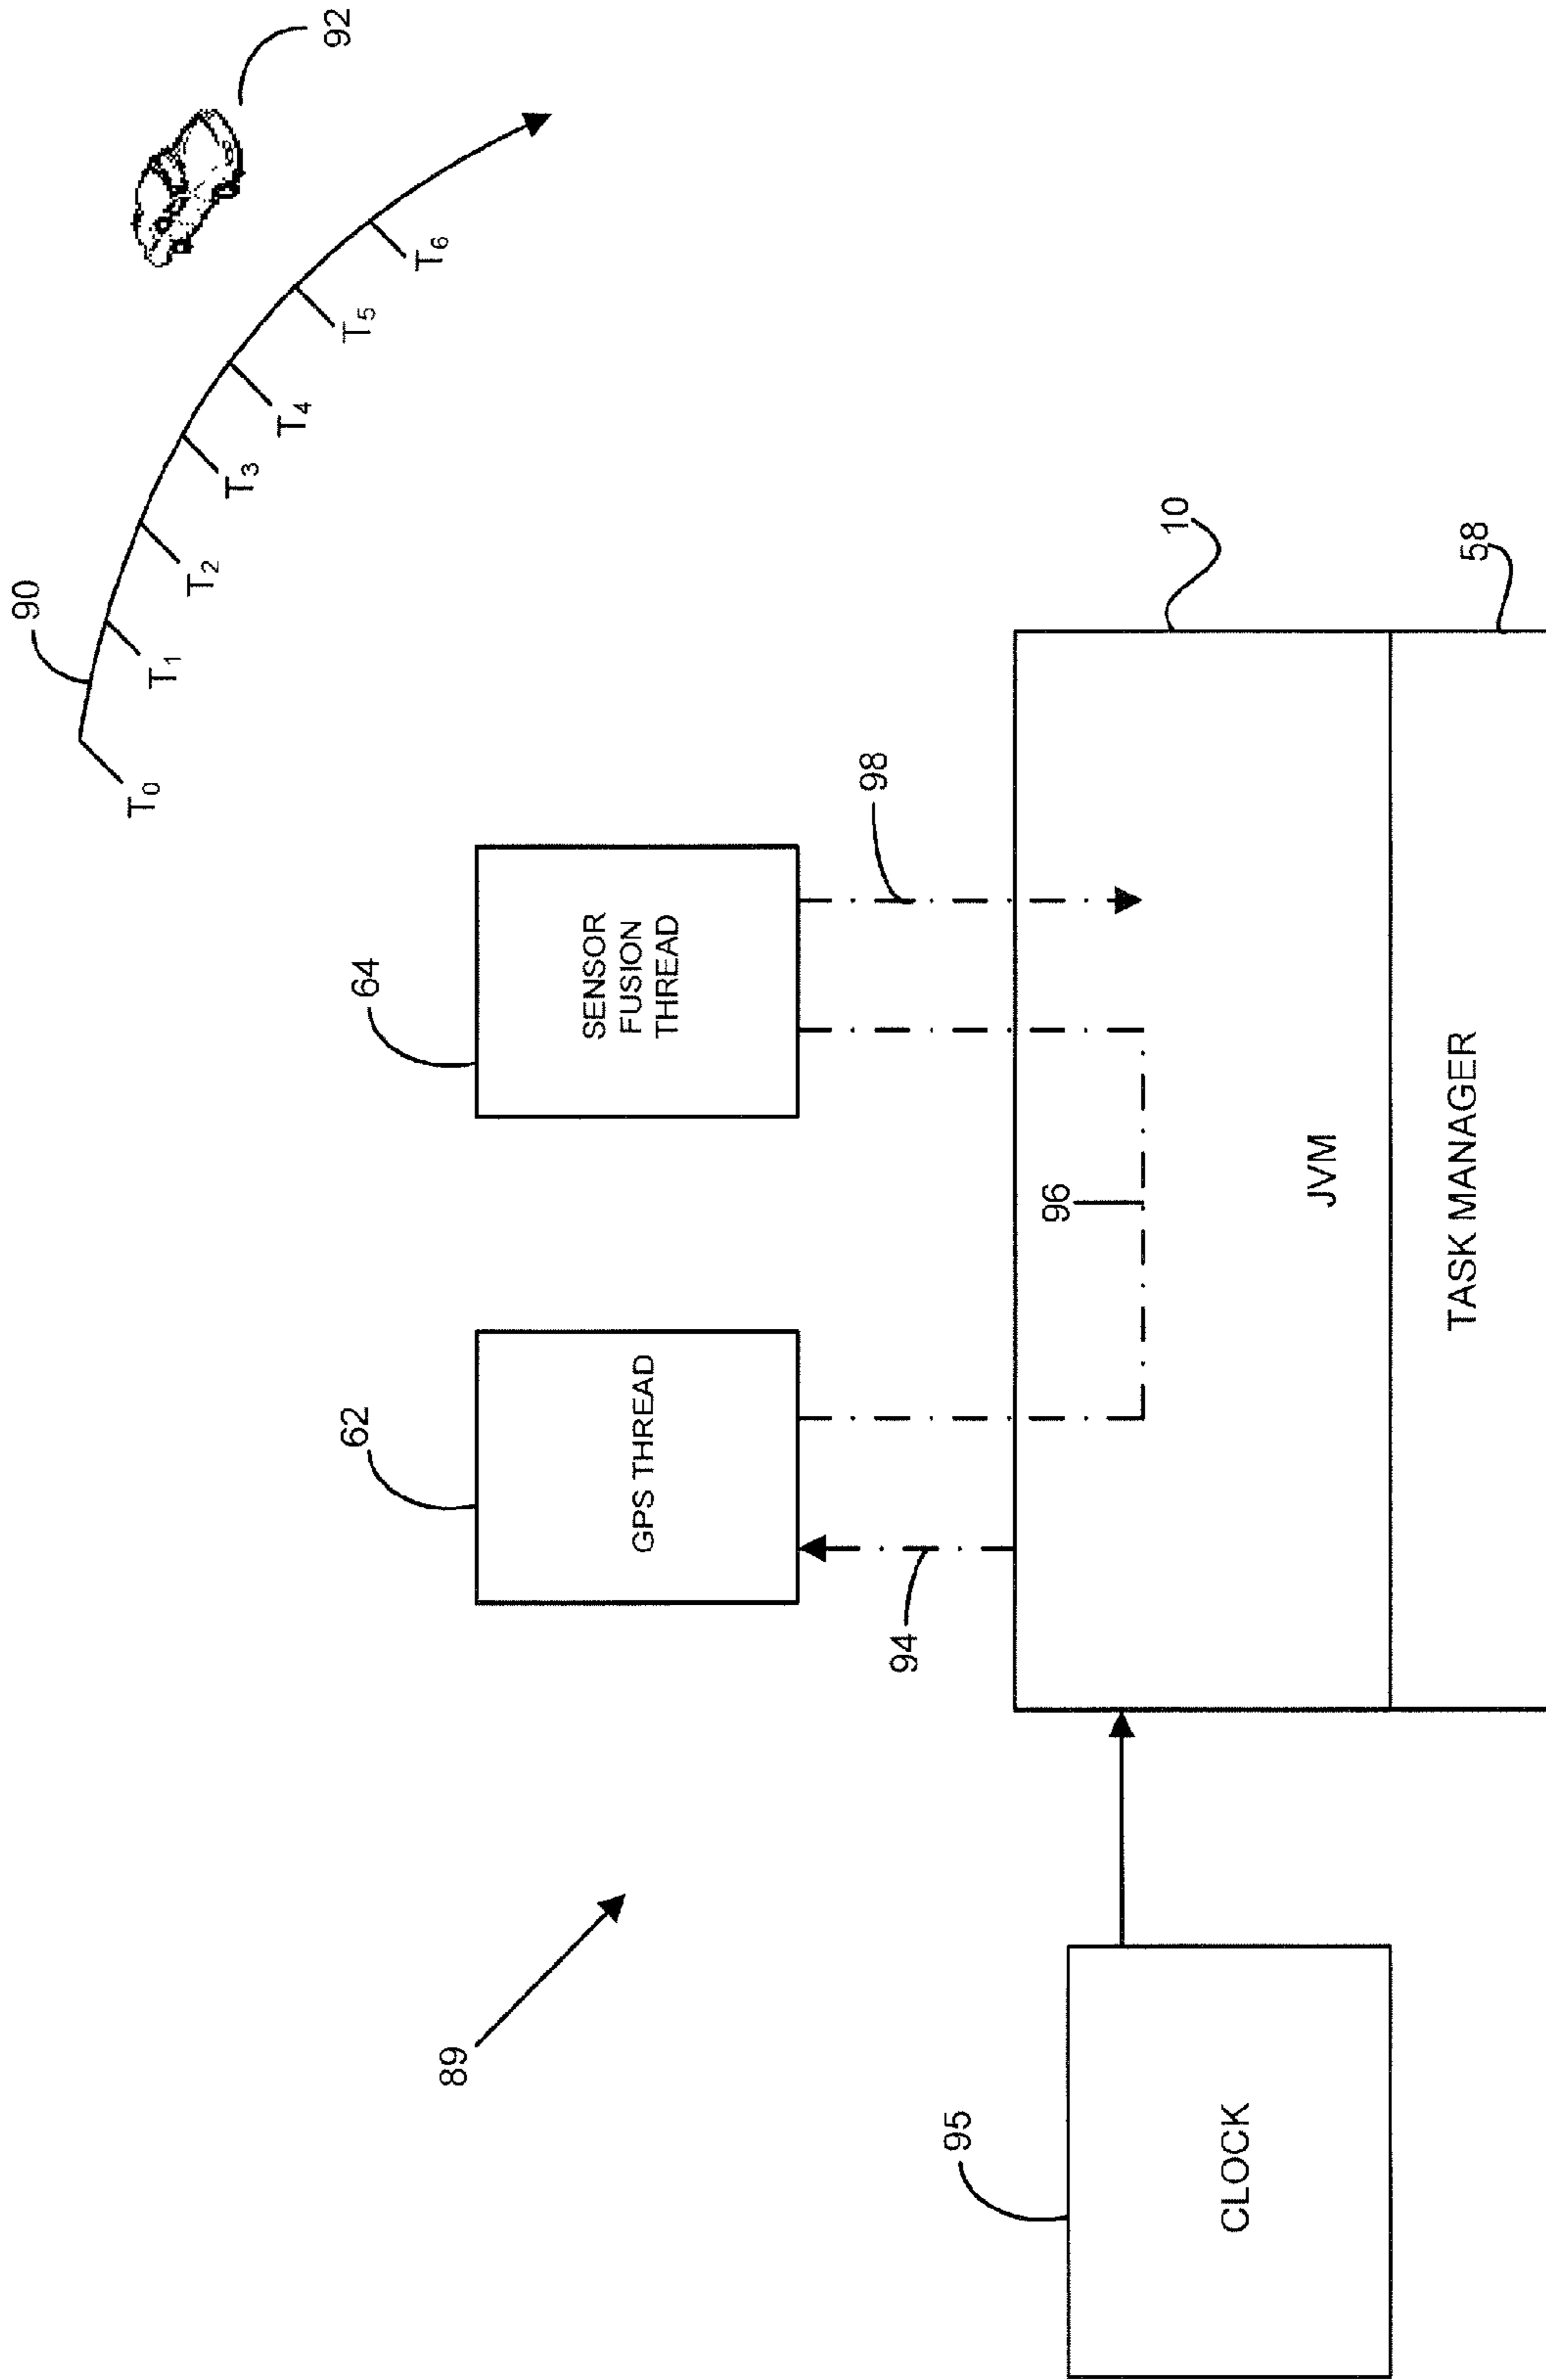 90
92
T0
T1
T2
T3
T4
T5
T6
89
62
GPS THREAD
64
SENSOR
FUSION
THREAD
94
96
98
95
CLOCK
10
JVM
58
TASK MANAGER